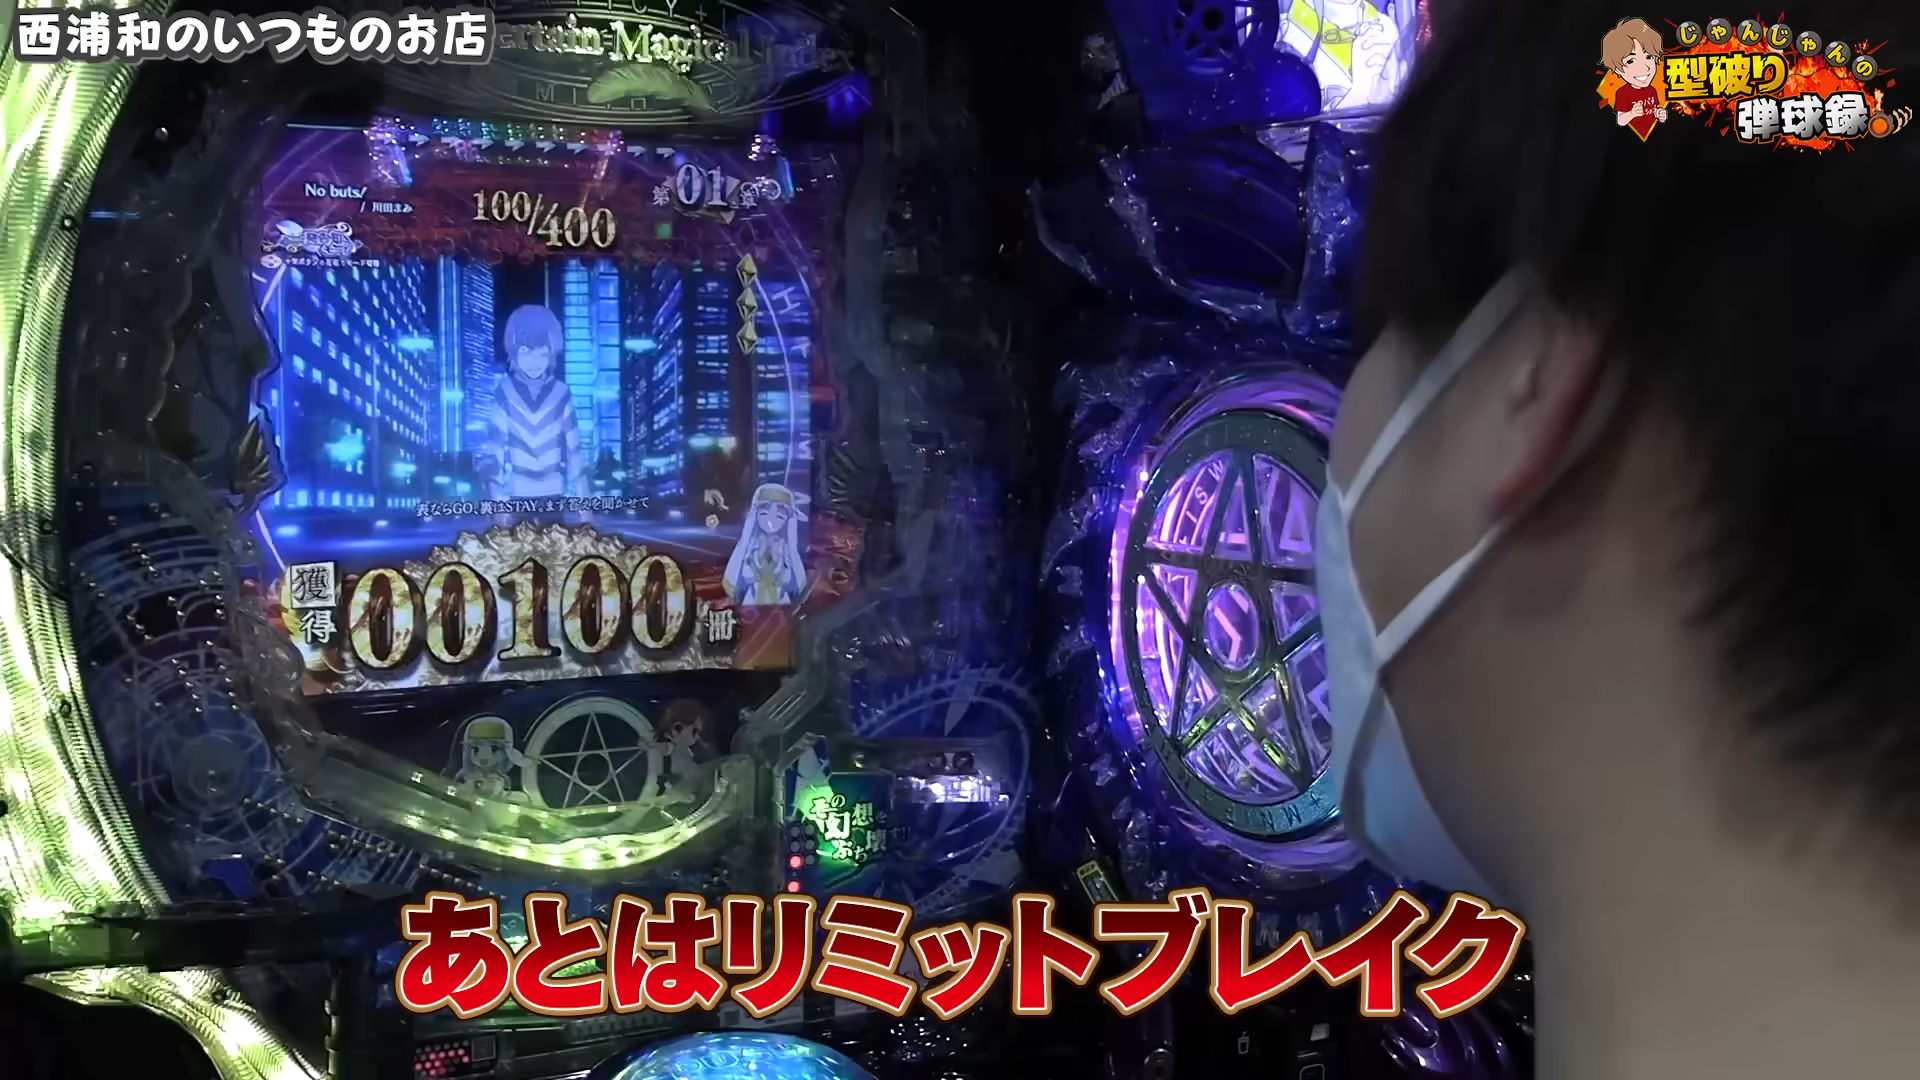 西浦和のいつものお店
じゃんじゃんの
型破り
弾球録
Certain Magical Index
No buts!
/ 川田まみ
100/400
第01章
表ならGO、裏はSTAY。まず答えを聞かせて
獲得 00100 冊
その幻想を
ぶち壊す!!
あとはリミットブレイク